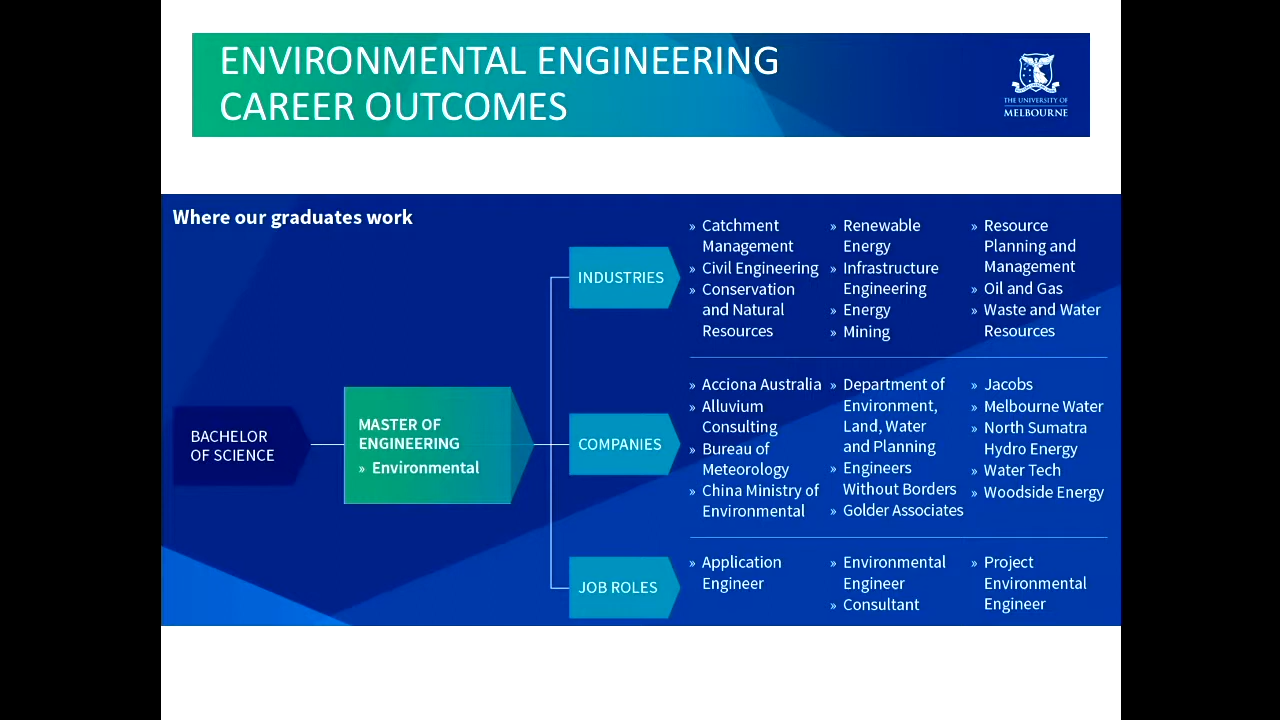 ENVIRONMENTAL ENGINEERING
CAREER OUTCOMES
THE UNIVERSITY OF
MELBOURNE
Where our graduates work
BACHELOR
OF SCIENCE
MASTER OF
ENGINEERING
» Environmental
INDUSTRIES
» Catchment
Management
» Civil Engineering
» Conservation
and Natural
Resources
» Renewable
Energy
» Infrastructure
Engineering
» Energy
» Mining
» Resource
Planning and
Management
» Oil and Gas
» Waste and Water
Resources
COMPANIES
» Acciona Australia
» Alluvium
Consulting
» Bureau of
Meteorology
» China Ministry of
Environmental
» Department of
Environment,
Land, Water
and Planning
» Engineers
Without Borders
» Golder Associates
» Jacobs
» Melbourne Water
» North Sumatra
Hydro Energy
» Water Tech
» Woodside Energy
JOB ROLES
» Application
Engineer
» Environmental
Engineer
» Consultant
» Project
Environmental
Engineer